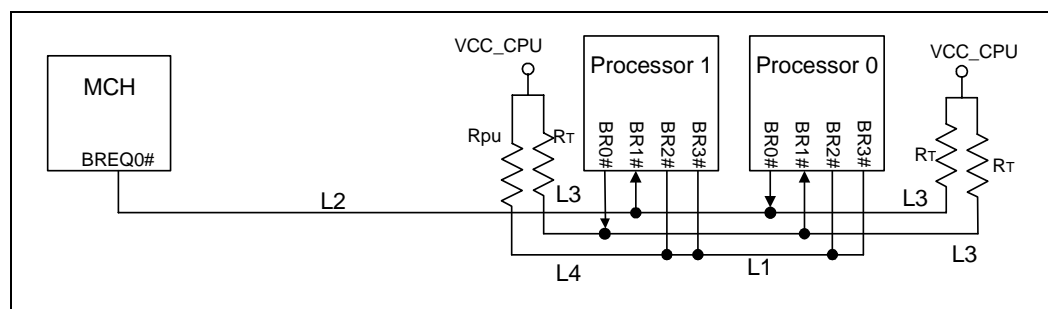 VCC_CPU
VCC_CPU
MCH
BREQ0#
Processor 1
BR0#
BR1#
BR2#
BR3#
Processor 0
BR0#
BR1#
BR2#
BR3#
Rpu
RT
RT
RT
L2
L3
L3
L3
L4
L1